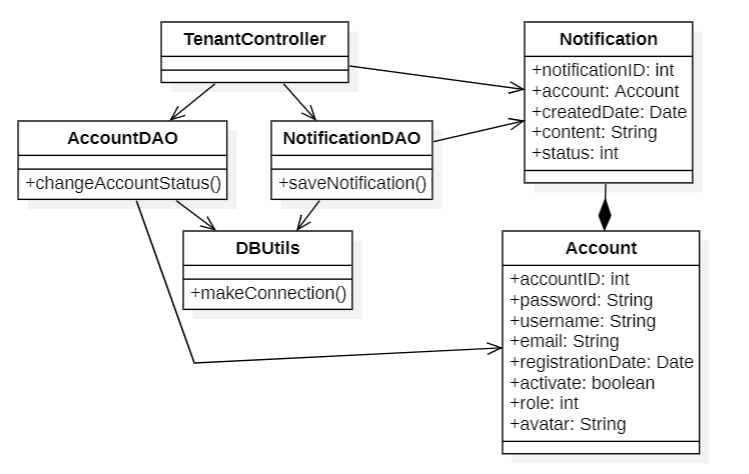 TenantController
Notification
+notificationID: int
+account: Account
+createdDate: Date
+content: String
+status: int
AccountDAO
+changeAccountStatus()
NotificationDAO
+saveNotification()
DBUtils
+makeConnection()
Account
+accountID: int
+password: String
+username: String
+email: String
+registrationDate: Date
+activate: boolean
+role: int
+avatar: String